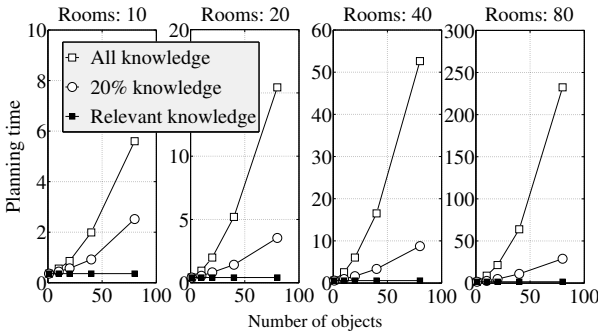 Rooms: 10 Rooms: 20 Rooms: 40 Rooms: 80
10 20 60 300
All knowledge
20% knowledge
Relevant knowledge
50 250
8
40 200
6
10
30 150
4
5
20 100
2
10 50
0 0 0 0
0 50 100 0 50 100 0 50 100 0 50 100
Planning time
Number of objects